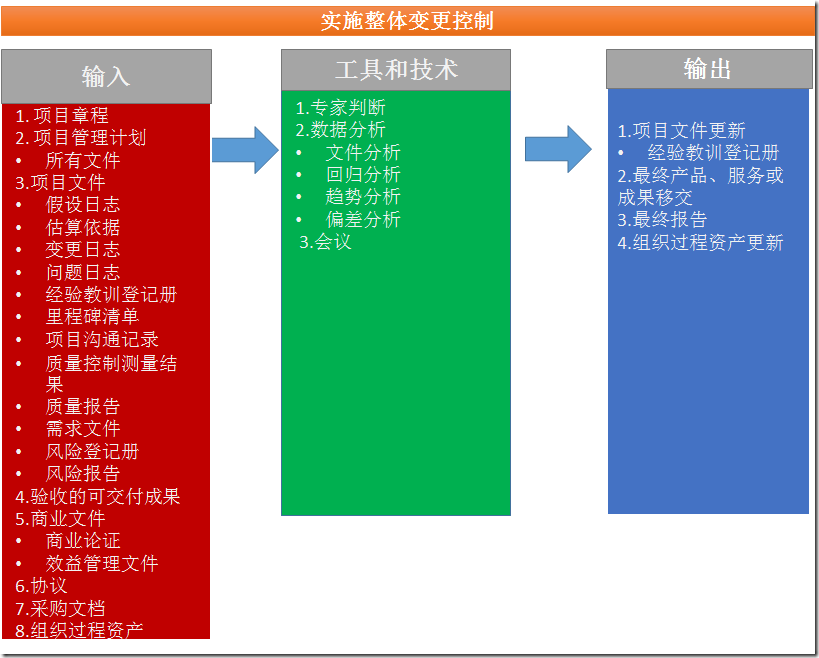 实施整体变更控制
输入
1. 项目章程
2. 项目管理计划
• 所有文件
3.项目文件
• 假设日志
• 估算依据
• 变更日志
• 问题日志
• 经验教训登记册
• 里程碑清单
• 项目沟通记录
• 质量控制测量结
果
• 质量报告
• 需求文件
• 风险登记册
• 风险报告
4.验收的可交付成果
5.商业文件
• 商业论证
• 效益管理文件
6.协议
7.采购文档
8.组织过程资产
工具和技术
1.专家判断
2.数据分析
• 文件分析
• 回归分析
• 趋势分析
• 偏差分析
3.会议
输出
1.项目文件更新
• 经验教训登记册
2.最终产品、服务或
成果移交
3.最终报告
4.组织过程资产更新